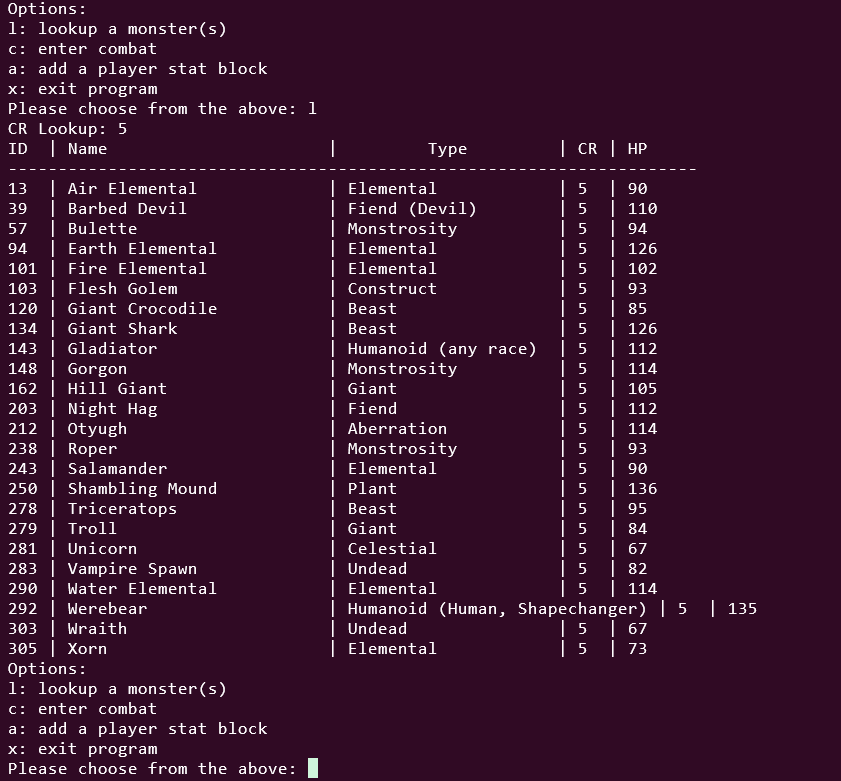 Options:
l: lookup a monster(s)
c: enter combat
a: add a player stat block
x: exit program
Please choose from the above: l
CR Lookup: 5
ID  | Name                      |         Type         | CR | HP
---------------------------------------------------------------------
13  | Air Elemental             | Elemental            | 5  | 90
39  | Barbed Devil              | Fiend (Devil)        | 5  | 110
57  | Bulette                   | Monstrosity          | 5  | 94
94  | Earth Elemental           | Elemental            | 5  | 126
101 | Fire Elemental            | Elemental            | 5  | 102
103 | Flesh Golem               | Construct            | 5  | 93
120 | Giant Crocodile           | Beast                | 5  | 85
134 | Giant Shark               | Beast                | 5  | 126
143 | Gladiator                 | Humanoid (any race)  | 5  | 112
148 | Gorgon                    | Monstrosity          | 5  | 114
162 | Hill Giant                | Giant                | 5  | 105
203 | Night Hag                 | Fiend                | 5  | 112
212 | Otyugh                    | Aberration           | 5  | 114
238 | Roper                     | Monstrosity          | 5  | 93
243 | Salamander                | Elemental            | 5  | 90
250 | Shambling Mound           | Plant                | 5  | 136
278 | Triceratops               | Beast                | 5  | 95
279 | Troll                     | Giant                | 5  | 84
281 | Unicorn                   | Celestial            | 5  | 67
283 | Vampire Spawn             | Undead               | 5  | 82
290 | Water Elemental           | Elemental            | 5  | 114
292 | Werebear                  | Humanoid (Human, Shapechanger) | 5  | 135
303 | Wraith                    | Undead               | 5  | 67
305 | Xorn                      | Elemental            | 5  | 73
Options:
l: lookup a monster(s)
c: enter combat
a: add a player stat block
x: exit program
Please choose from the above: